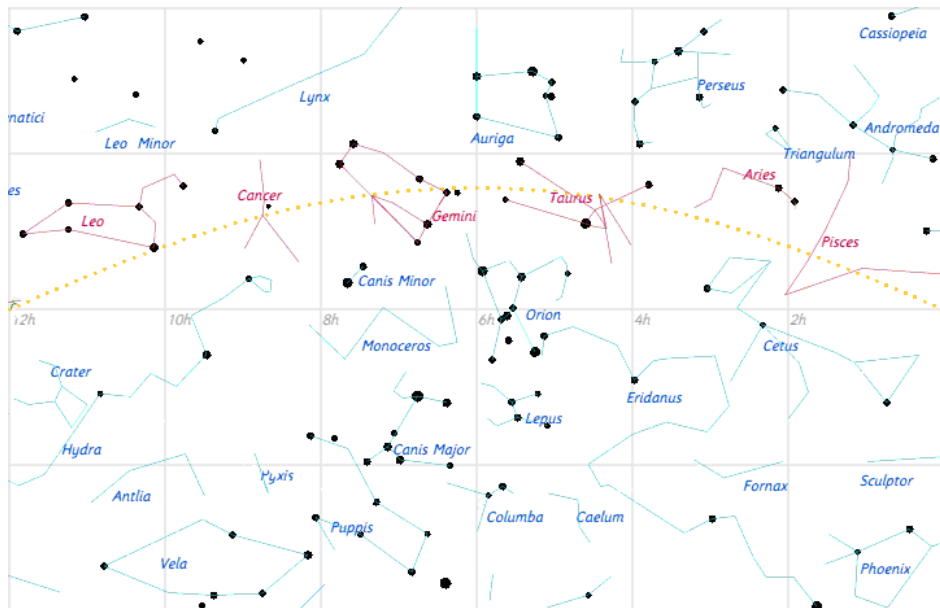 Cassiopeia
Lynx
Perseus
natici
Leo Minor
Auriga
Andromeda
Triangulum
es
Cancer
Taurus
Aries
Leo
Gemini
Pisces
Canis Minor
12h
10h
8h
6h
Orion
4h
2h
Monoceros
Cetus
Crater
Eridanus
Lepus
Hydra
Canis Major
Pyxis
Antlia
Fornax
Sculptor
Puppis
Columba
Caelum
Vela
Phoenix